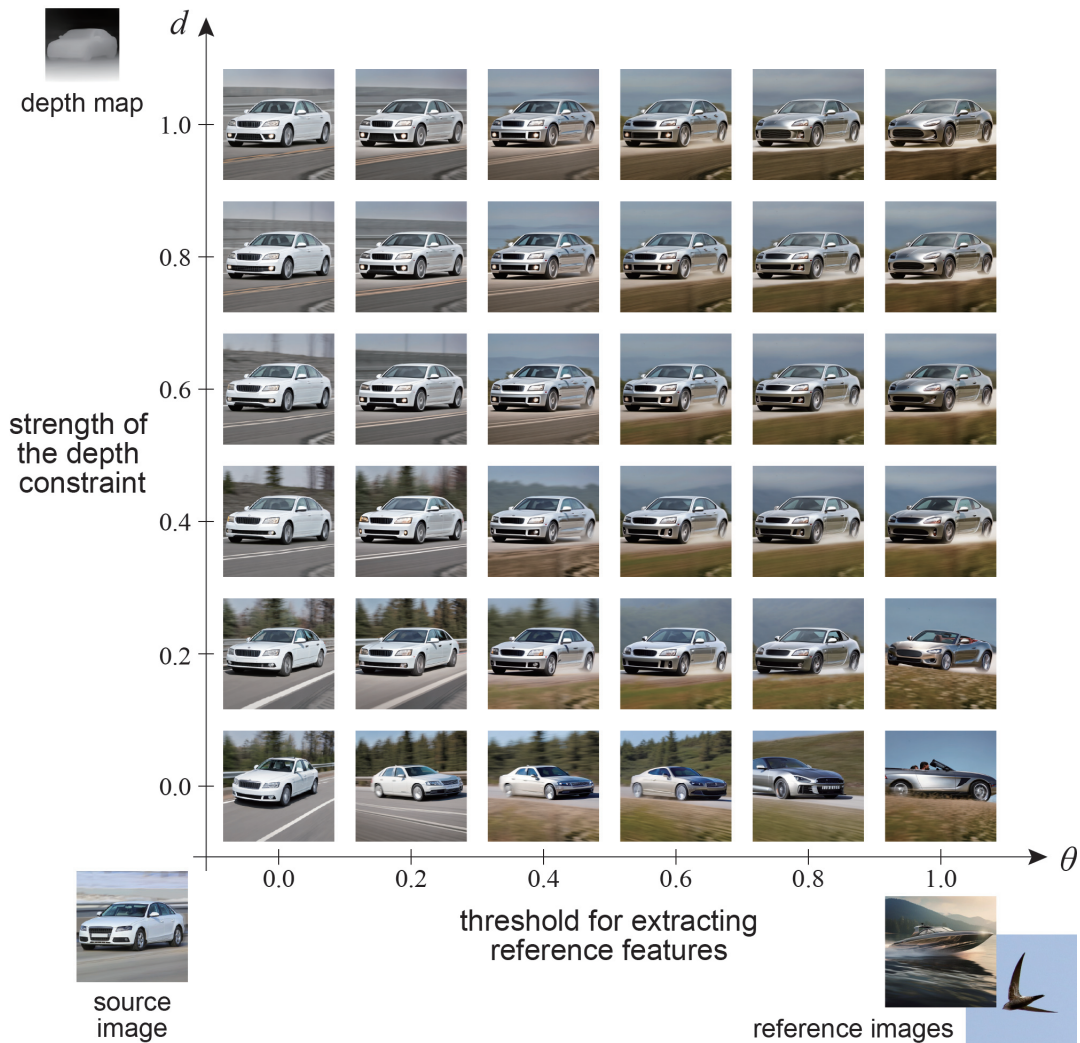 d
depth map
1.0
0.8
0.6
strength of
the depth
constraint
0.4
0.2
0.0
θ
0.0 0.2 0.4 0.6 0.8 1.0
threshold for extracting
reference features
source
image
reference images